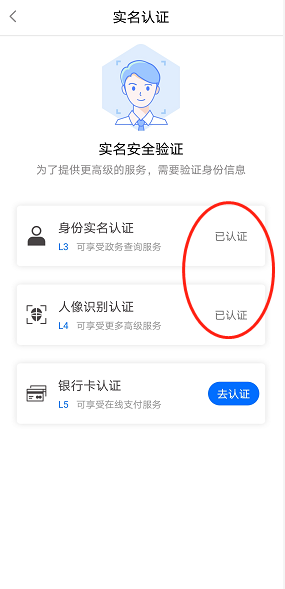 实名认证
实名安全验证
为了提供更高级的服务，需要验证身份信息
身份实名认证
L3 可享受政务查询服务
已认证
人像识别认证
L4 可享受更多高级服务
已认证
银行卡认证
L5 可享受在线支付服务
去认证